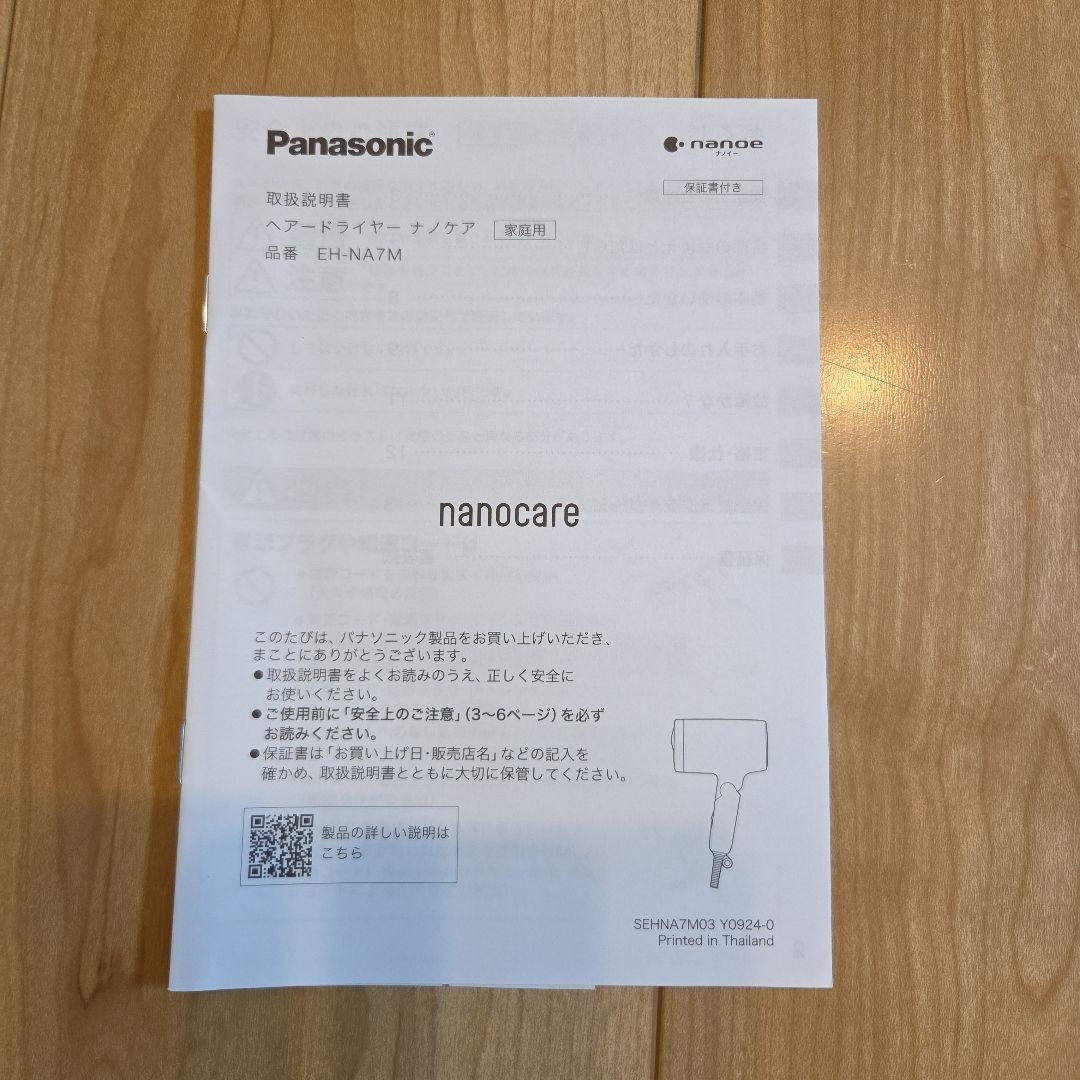 Panasonic®
nanoe
ナノイー
保証書付き
取扱説明書
ヘアードライヤー ナノケア 家庭用
品番 EH-NA7M
nanocare
このたびは、パナソニック製品をお買い上げいただき、
まことにありがとうございます。
●取扱説明書をよくお読みのうえ、正しく安全に
お使いください。
●ご使用前に「安全上のご注意」(3〜6ページ)を必ず
お読みください。
●保証書は「お買い上げ日・販売店名」などの記入を
確かめ、取扱説明書とともに大切に保管してください。
製品の詳しい説明は
こちら
SEHNA7M03 Y0924-0
Printed in Thailand